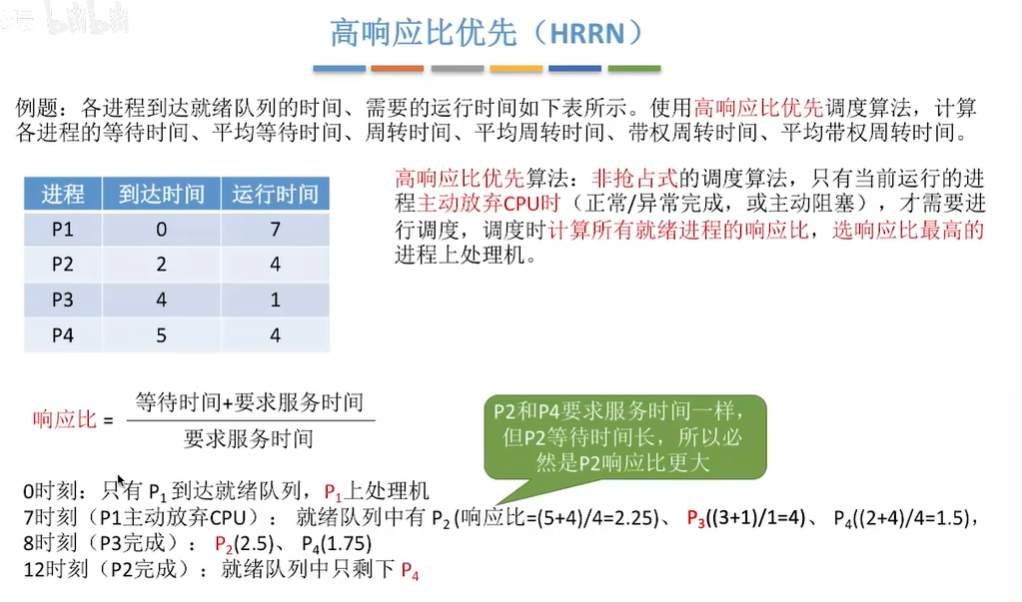 bilibili
高响应比优先（HRRN）
例题：各进程到达就绪队列的时间、需要的运行时间如下表所示。使用高响应比优先调度算法，计算
各进程的等待时间、平均等待时间、周转时间、平均周转时间、带权周转时间、平均带权周转时间。
进程 到达时间 运行时间
P1 0 7
P2 2 4
P3 4 1
P4 5 4
高响应比优先算法：非抢占式的调度算法，只有当前运行的进
程主动放弃CPU时（正常/异常完成，或主动阻塞），才需要进
行调度，调度时计算所有就绪进程的响应比，选响应比最高的
进程上处理机。
响应比 =
等待时间+要求服务时间
要求服务时间
P2和P4要求服务时间一样，
但P2等待时间长，所以必
然是P2响应比更大
0时刻：只有 P1 到达就绪队列，P1上处理机
7时刻（P1主动放弃CPU）： 就绪队列中有 P2 (响应比=(5+4)/4=2.25)、 P3((3+1)/1=4)、 P4((2+4)/4=1.5)，
8时刻（P3完成）： P2(2.5)、 P4(1.75)
12时刻（P2完成）：就绪队列中只剩下 P4